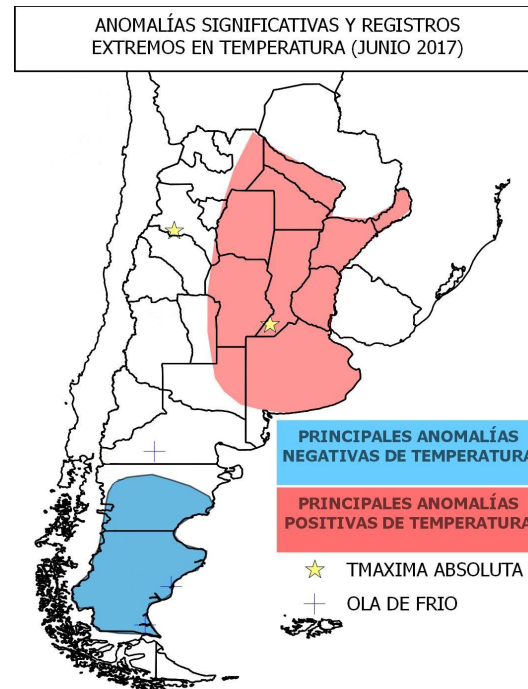 ANOMALÍAS SIGNIFICATIVAS Y REGISTROS
EXTREMOS EN TEMPERATURA (JUNIO 2017)
PRINCIPALES ANOMALÍAS
NEGATIVAS DE TEMPERATURA
PRINCIPALES ANOMALÍAS
POSITIVAS DE TEMPERATURA
TMAXIMA ABSOLUTA
OLA DE FRIO